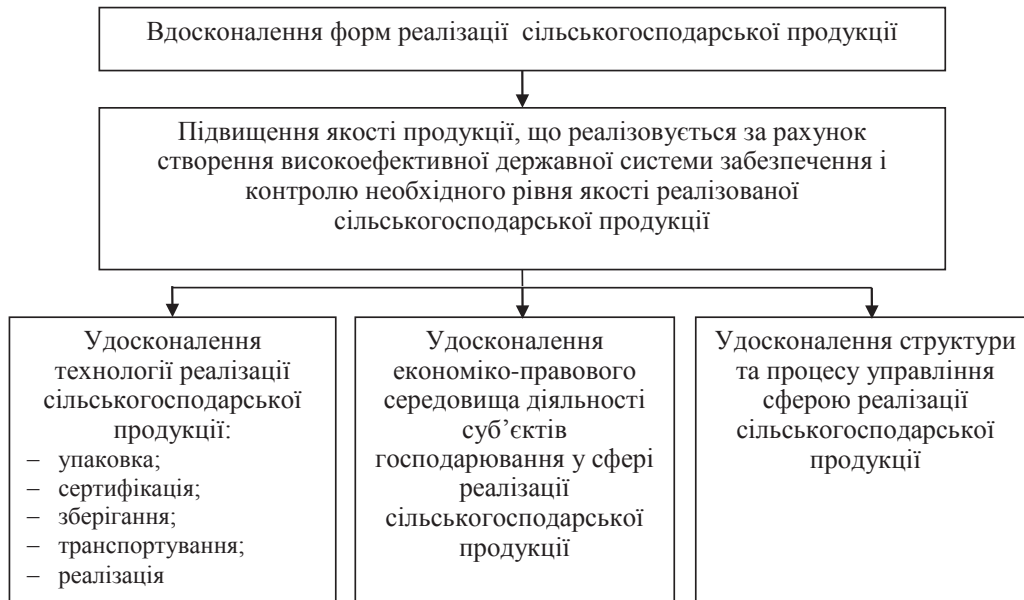 Вдосконалення форм реалізації сільськогосподарської продукції
Підвищення якості продукції, що реалізовується за рахунок
створення високоефективної державної системи забезпечення і
контролю необхідного рівня якості реалізованої
сільськогосподарської продукції
Удосконалення
технології реалізації
сільськогосподарської
продукції:
– упаковка;
– сертифікація;
– зберігання;
– транспортування;
– реалізація
Удосконалення
економіко-правового
середовища діяльності
суб’єктів
господарювання у сфері
реалізації
сільськогосподарської
продукції
Удосконалення структури
та процесу управління
сферою реалізації
сільськогосподарської
продукції